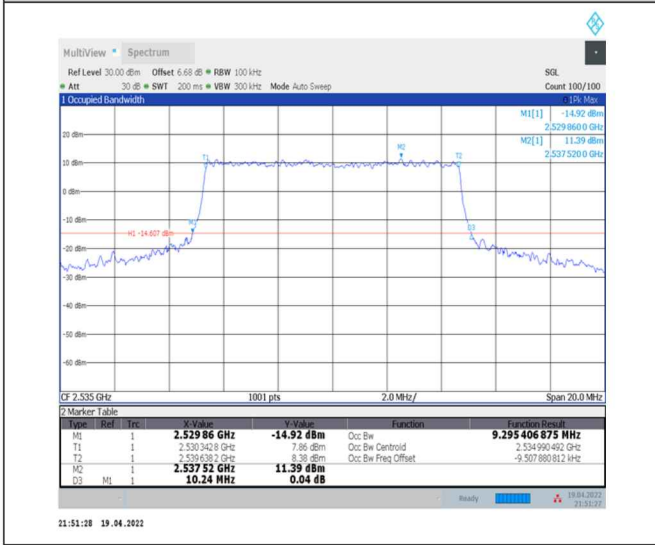 MultiView Spectrum
Ref Level 30.00 dBm Offset 6.68 dB RBW 100 kHz SGL
Att 30 dB SWT 200 ms VBW 300 kHz Mode Auto Sweep Count 100/100
1 Occupied Bandwidth 1Pk Max
M1[1] -14.92 dBm
2.529860 0 GHz
M2[1] 11.39 dBm
2.537520 0 GHz
20 dBm
M2
T1 T2
10 dBm
0 dBm
-10 dBm
M1
D3
H1 -14.607 dBm
-20 dBm
-30 dBm
-40 dBm
-50 dBm
-60 dBm
CF 2.535 GHz 1001 pts 2.0 MHz/ Span 20.0 MHz
2 Marker Table
Type Ref Trc X-Value Y-Value Function Function Result
M1 1 2.529 86 GHz -14.92 dBm Occ Bw 9.295 406 875 MHz
T1 1 2.530 342 8 GHz 7.86 dBm Occ Bw Centroid 2.534 990 492 GHz
T2 1 2.539 638 2 GHz 8.38 dBm Occ Bw Freq Offset -9.507 880 812 kHz
M2 1 2.537 52 GHz 11.39 dBm
D3 M1 1 10.24 MHz 0.04 dB
Ready 19.04.2022
21:51:27
21:51:28 19.04.2022